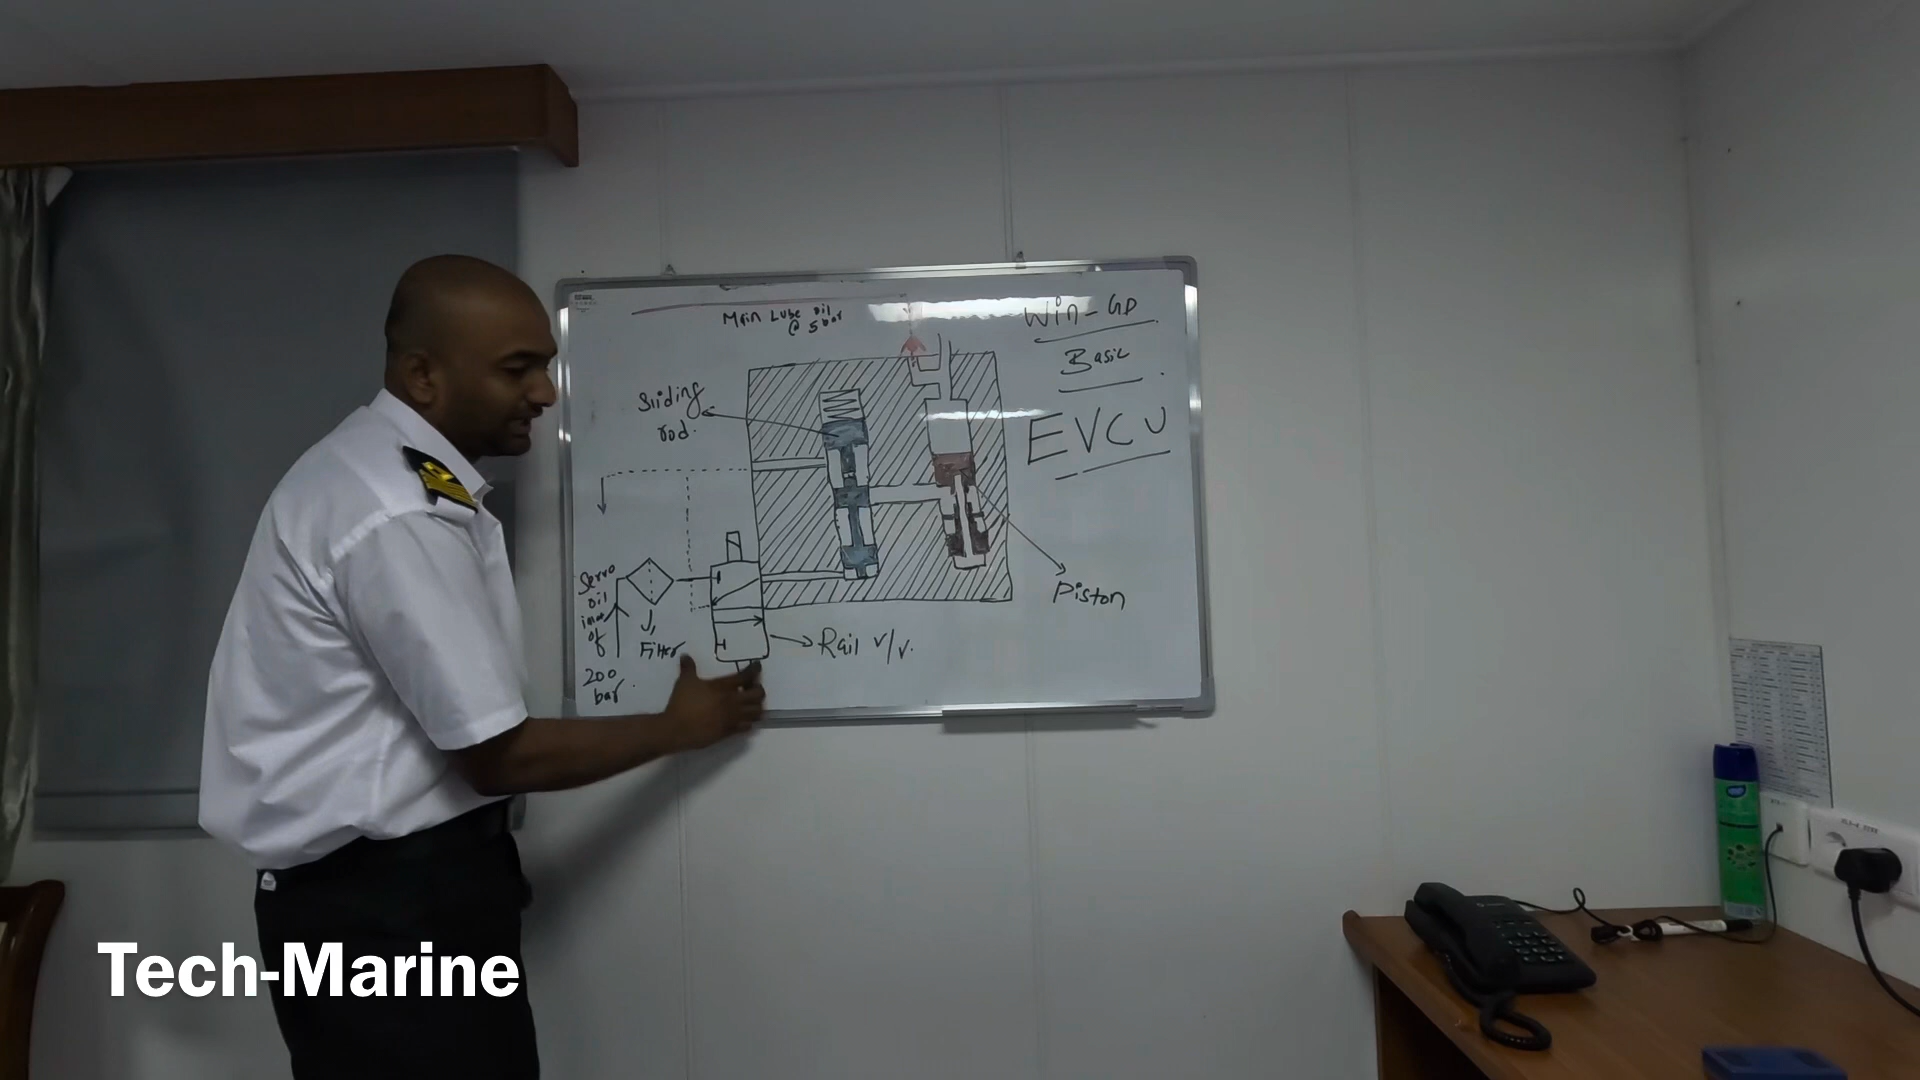 Main Lube oil
@ 5 bar
Win-GD
Basic
EVCU
Sliding
rod.
Servo
oil
of
200
bar.
Filter
Rail v/v.
Piston
Tech-Marine